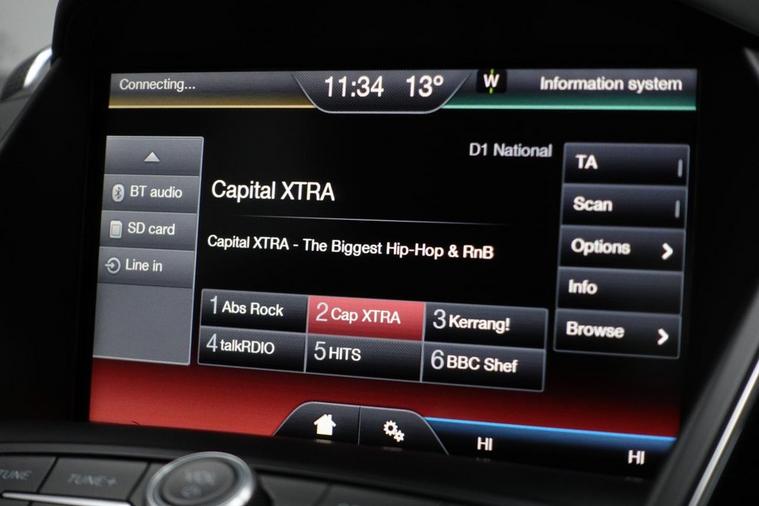 Connecting...
11:34 13° W
Information system
D1 National
TA
BT audio
Capital XTRA
Scan
SD card
Capital XTRA - The Biggest Hip-Hop & RnB
Options
Line in
Info
1 Abs Rock
2 Cap XTRA
3 Kerrang!
Browse
4 talkRDIO
5 HITS
6 BBC Shef
HI
HI
TUNE
TUNE+
VOL